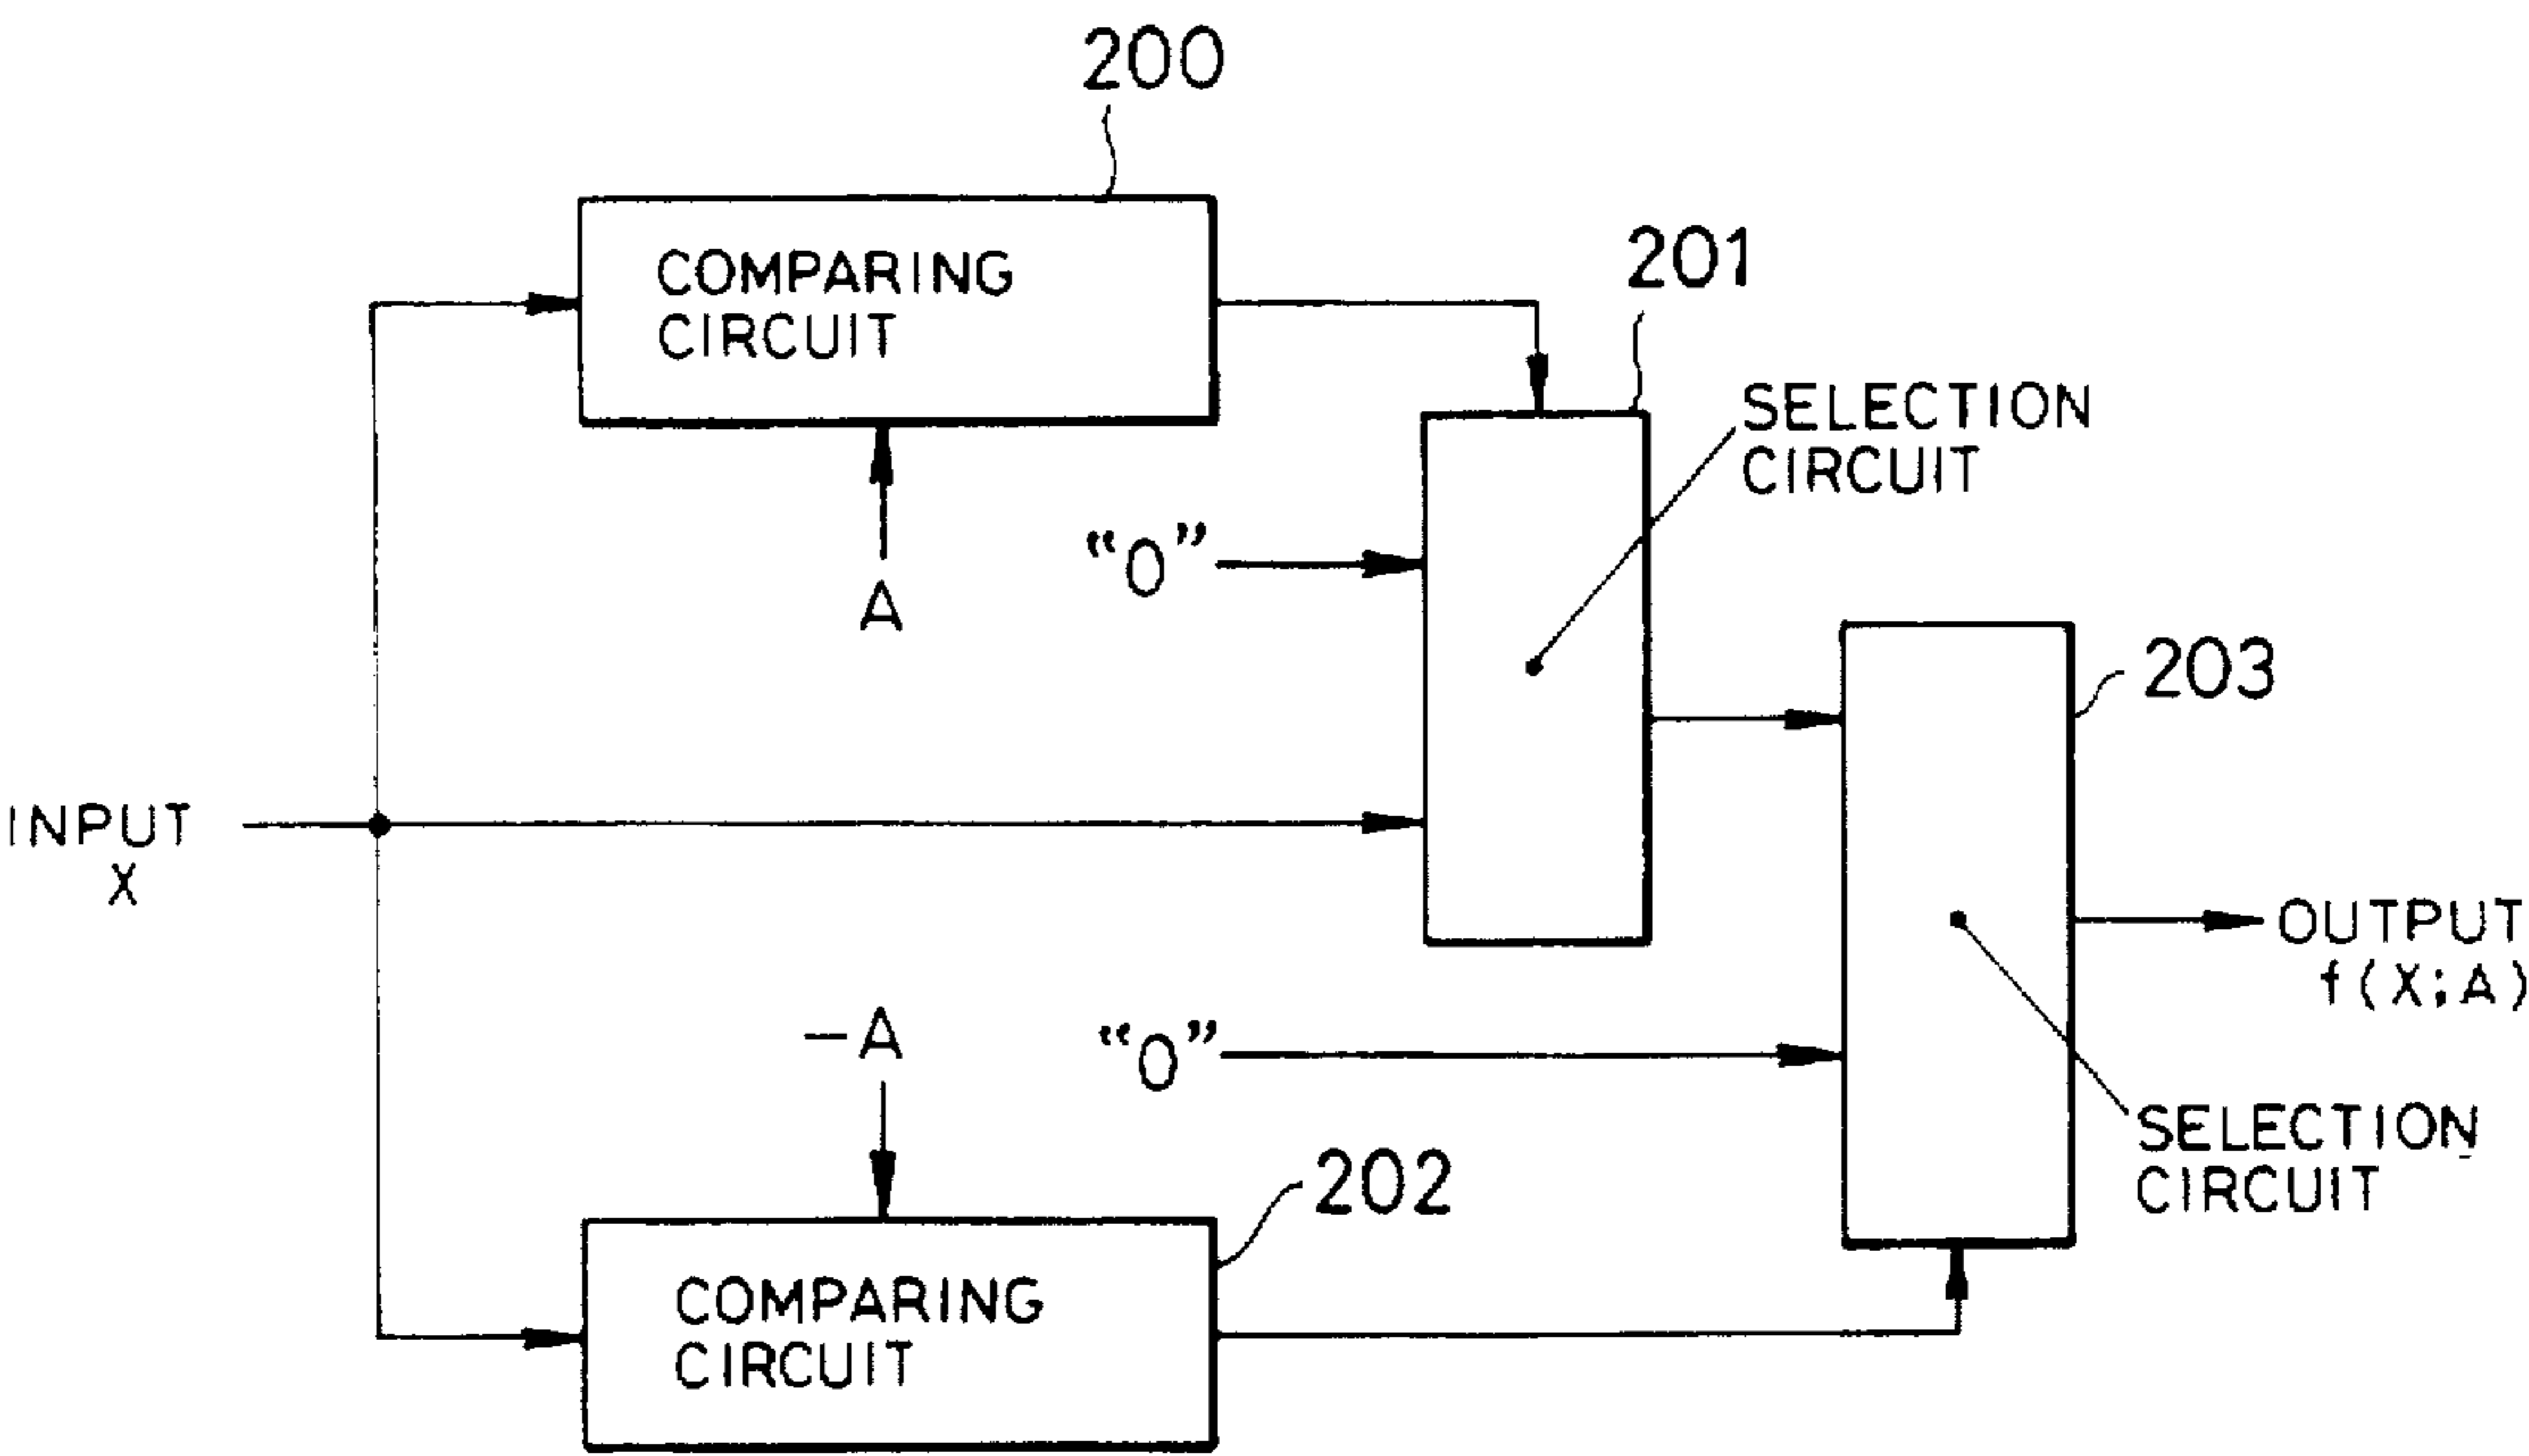 200
COMPARING
CIRCUIT
201
SELECTION
CIRCUIT
"0"
A
203
INPUT
X
OUTPUT
f(X;A)
-A
"0"
SELECTION
CIRCUIT
202
COMPARING
CIRCUIT